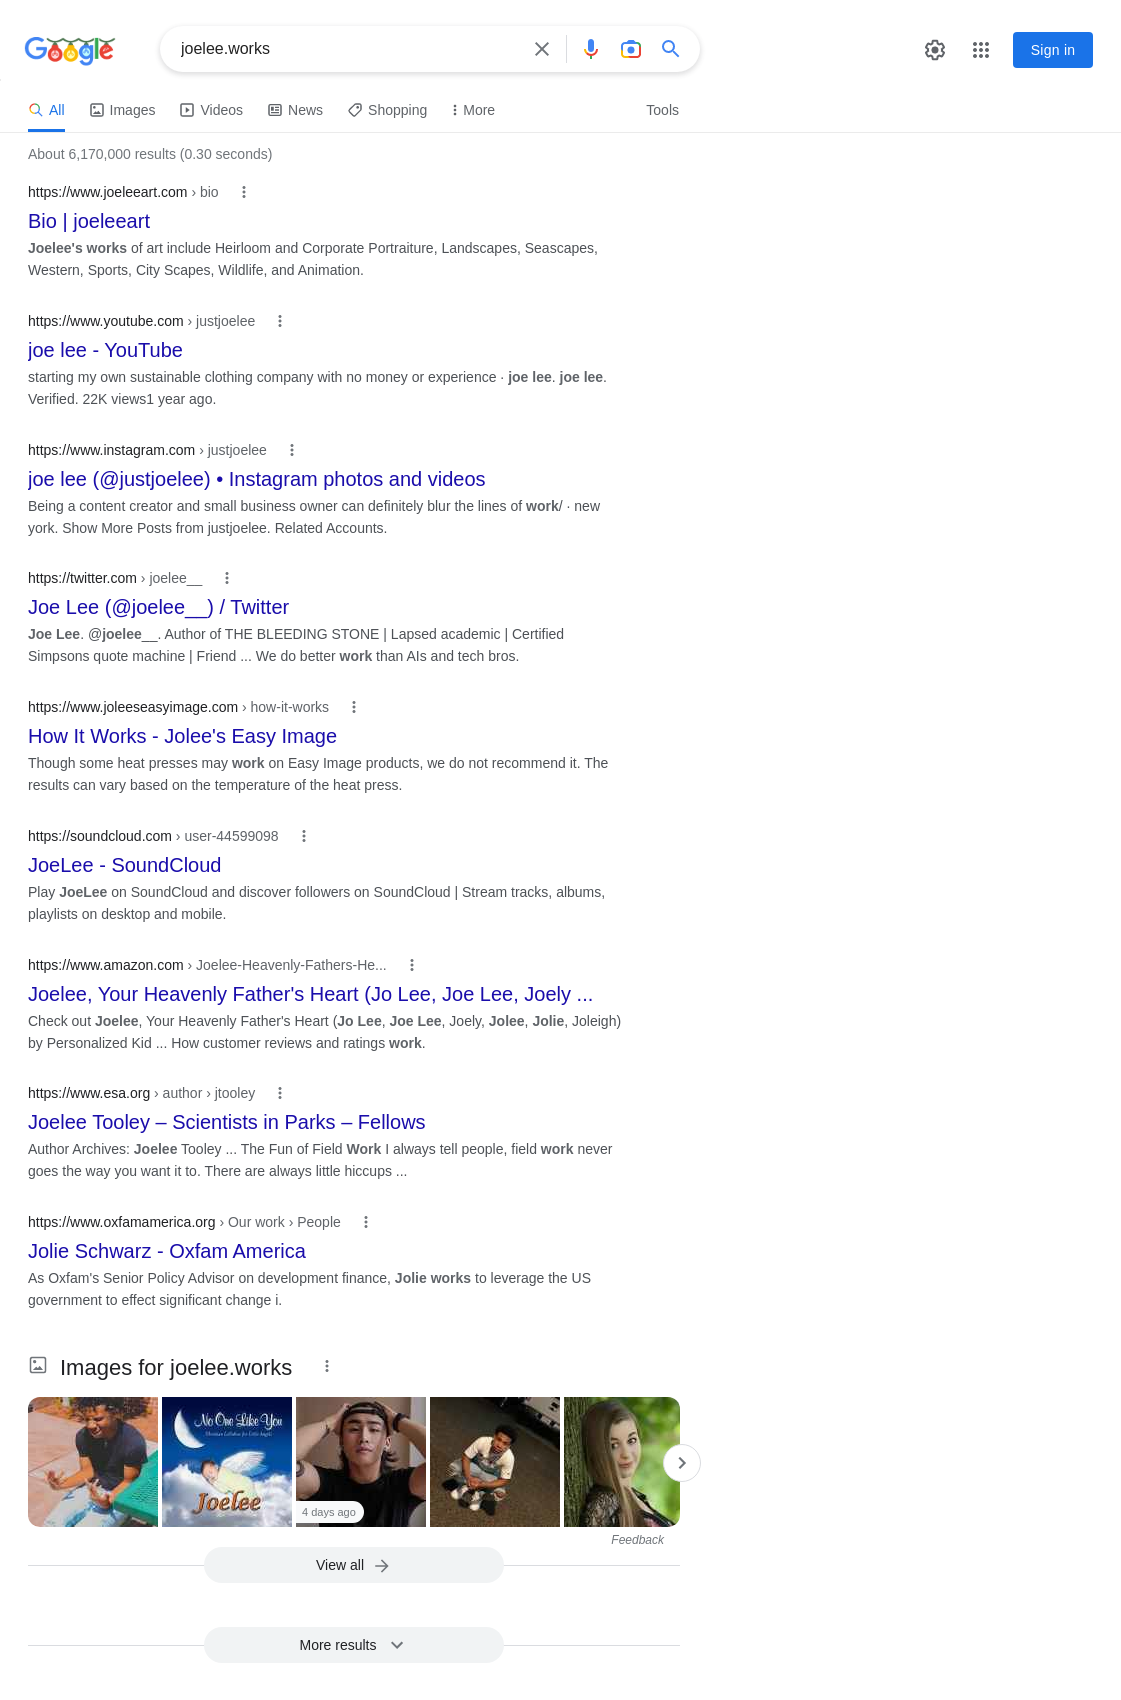 Google
joelee.works
Sign in
All
Images
Videos
News
Shopping
More
Tools
About 6,170,000 results (0.30 seconds)
https://www.joeleeart.com › bio
Bio | joeleeart
Joelee's works of art include Heirloom and Corporate Portraiture, Landscapes, Seascapes,
Western, Sports, City Scapes, Wildlife, and Animation.
https://www.youtube.com › justjoelee
joe lee - YouTube
starting my own sustainable clothing company with no money or experience · joe lee. joe lee.
Verified. 22K views1 year ago.
https://www.instagram.com › justjoelee
joe lee (@justjoelee) • Instagram photos and videos
Being a content creator and small business owner can definitely blur the lines of work/ · new
york. Show More Posts from justjoelee. Related Accounts.
https://twitter.com › joelee__
Joe Lee (@joelee__) / Twitter
Joe Lee. @joelee__. Author of THE BLEEDING STONE | Lapsed academic | Certified
Simpsons quote machine | Friend ... We do better work than AIs and tech bros.
https://www.joleeseasyimage.com › how-it-works
How It Works - Jolee's Easy Image
Though some heat presses may work on Easy Image products, we do not recommend it. The
results can vary based on the temperature of the heat press.
https://soundcloud.com › user-44599098
JoeLee - SoundCloud
Play JoeLee on SoundCloud and discover followers on SoundCloud | Stream tracks, albums,
playlists on desktop and mobile.
https://www.amazon.com › Joelee-Heavenly-Fathers-He...
Joelee, Your Heavenly Father's Heart (Jo Lee, Joe Lee, Joely ...
Check out Joelee, Your Heavenly Father's Heart (Jo Lee, Joe Lee, Joely, Jolee, Jolie, Joleigh)
by Personalized Kid ... How customer reviews and ratings work.
https://www.esa.org › author › jtooley
Joelee Tooley – Scientists in Parks – Fellows
Author Archives: Joelee Tooley ... The Fun of Field Work I always tell people, field work never
goes the way you want it to. There are always little hiccups ...
https://www.oxfamamerica.org › Our work › People
Jolie Schwarz - Oxfam America
As Oxfam's Senior Policy Advisor on development finance, Jolie works to leverage the US
government to effect significant change i.
Images for joelee.works
No One Like You
Joelee
4 days ago
Feedback
View all
More results